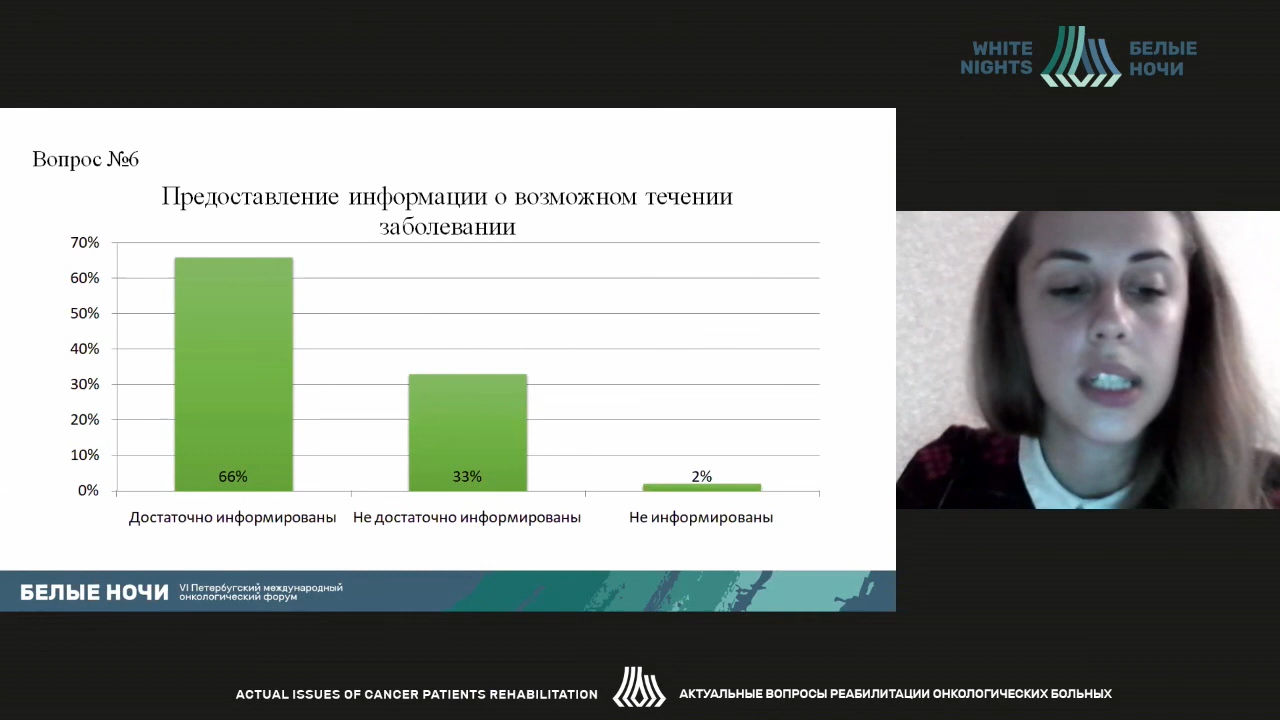 WHITE
NIGHTS
БЕЛЫЕ
НОЧИ
Вопрос №6
Предоставление информации о возможном течении
заболевании
70%
60%
50%
40%
30%
20%
10%
0%
66%
33%
2%
Достаточно информированы
Не достаточно информированы
Не информированы
БЕЛЫЕ НОЧИ
VI Петербугский международный
онкологический форум
ACTUAL ISSUES OF CANCER PATIENTS REHABILITATION
АКТУАЛЬНЫЕ ВОПРОСЫ РЕАБИЛИТАЦИИ ОНКОЛОГИЧЕСКИХ БОЛЬНЫХ